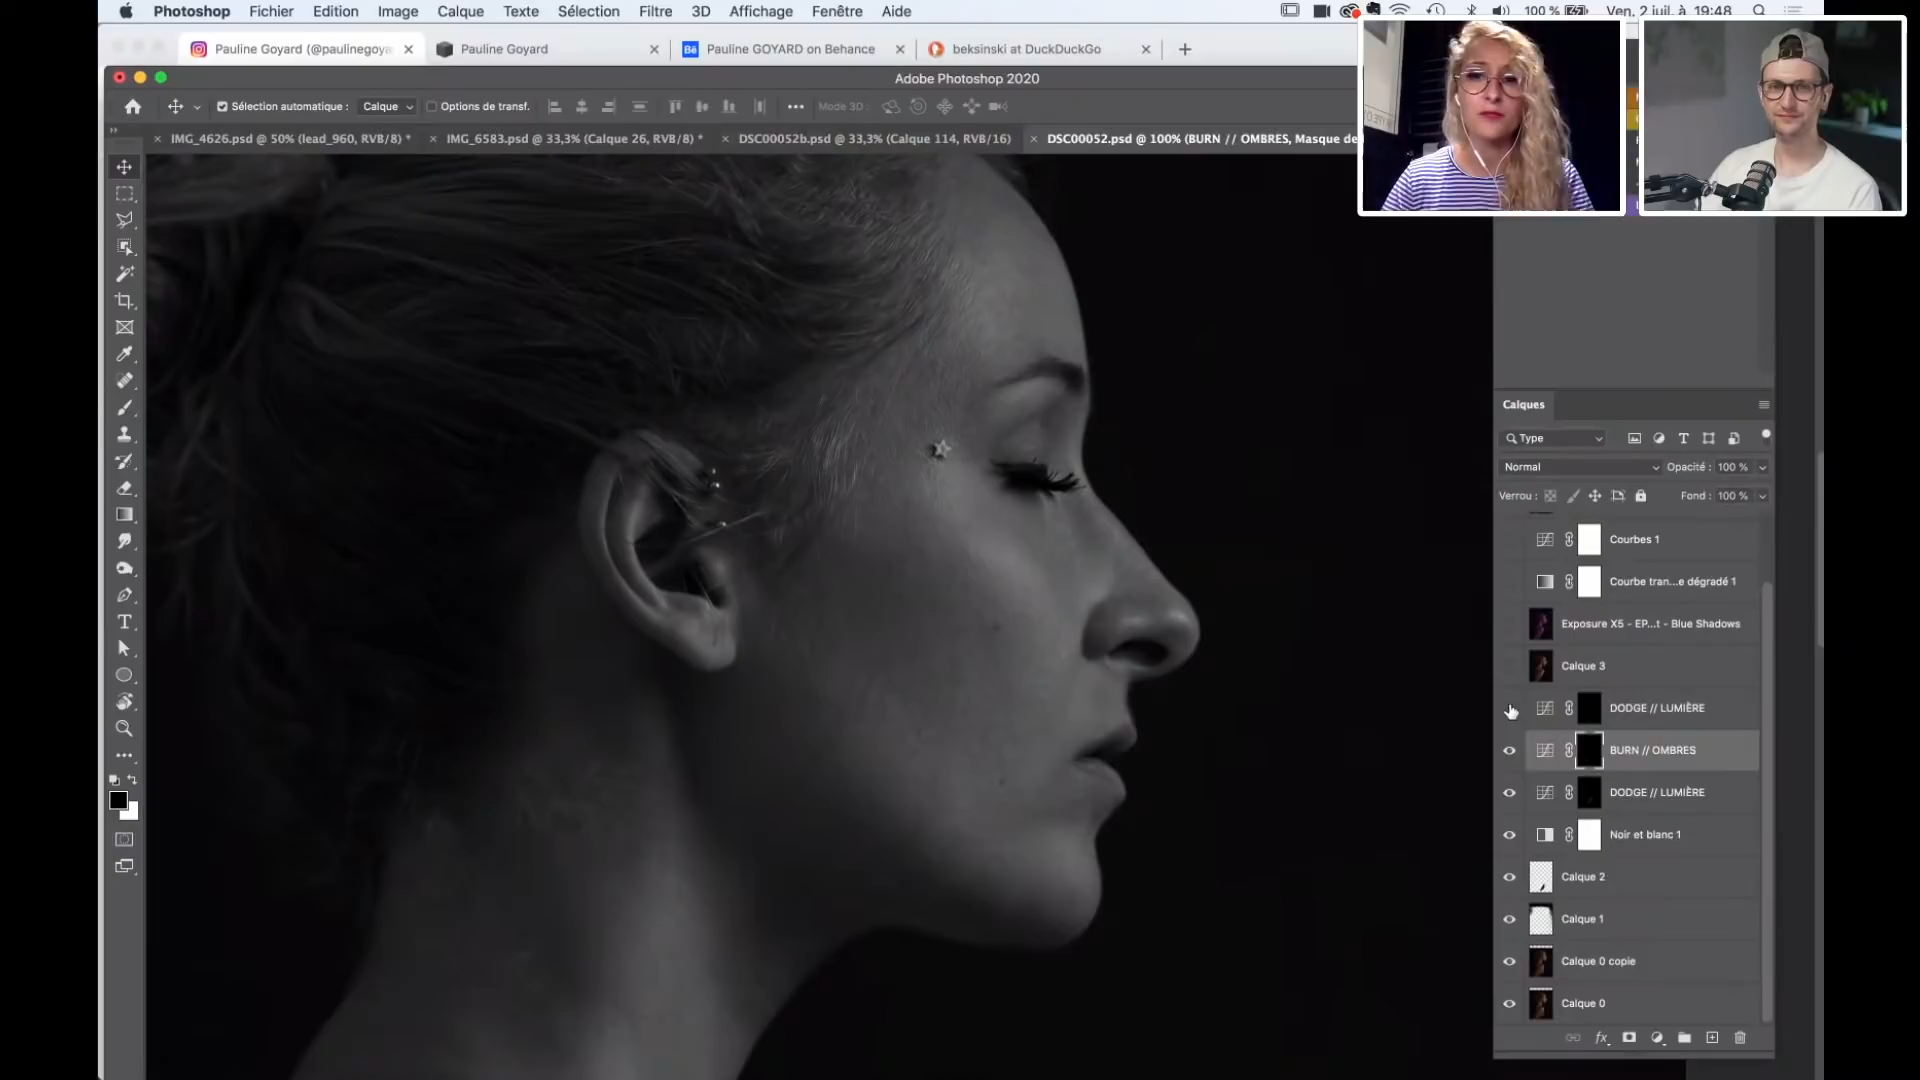 Photoshop Fichier Edition Image Calque Texte Sélection Filtre 3D Affichage Fenêtre Aide 100 % Ven. 2 juil. à 19:48
Pauline Goyard (@paulinegoya
Pauline Goyard
Bē Pauline GOYARD on Behance
beksinski at DuckDuckGo
Adobe Photoshop 2020
Sélection automatique : Calque Options de transf. Mode 3D :
IMG_4626.psd @ 50% (lead_960, RVB/8) *
IMG_6583.psd @ 33,3% (Calque 26, RVB/8) *
DSC00052b.psd @ 33,3% (Calque 114, RVB/16)
DSC00052.psd @ 100% (BURN // OMBRES, Masque de
Calques
Type
Normal Opacité : 100 %
Verrou : Fond : 100 %
Courbes 1
Courbe tran...e dégradé 1
Exposure X5 - EP...t - Blue Shadows
Calque 3
DODGE // LUMIÈRE
BURN // OMBRES
DODGE // LUMIÈRE
Noir et blanc 1
Calque 2
Calque 1
Calque 0 copie
Calque 0
fx